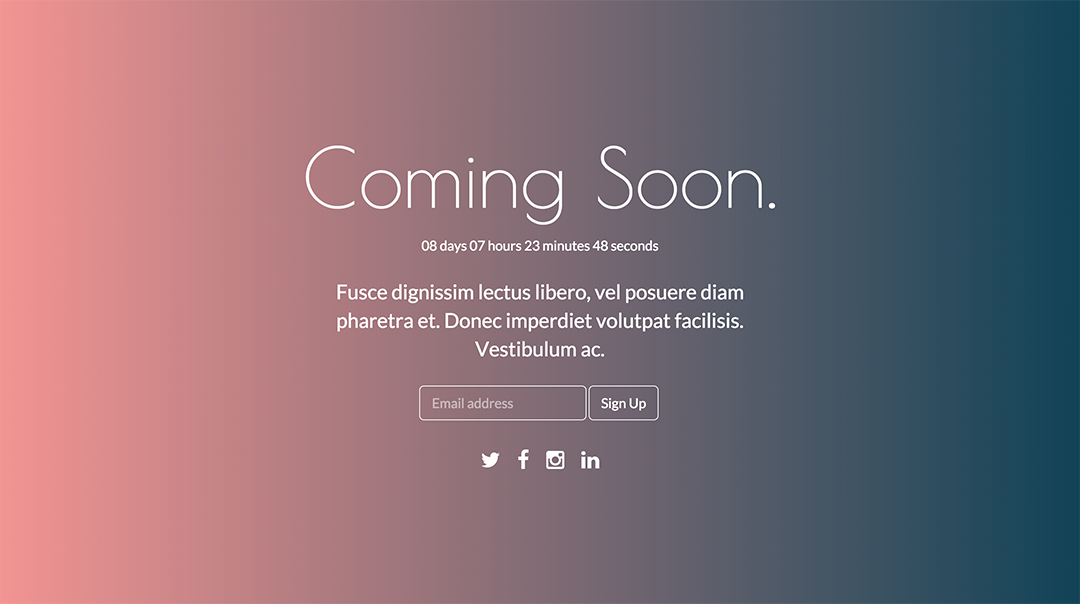 Coming Soon.
08 days 07 hours 23 minutes 48 seconds
Fusce dignissim lectus libero, vel posuere diam
pharetra et. Donec imperdiet volutpat facilisis.
Vestibulum ac.
Email address Sign Up